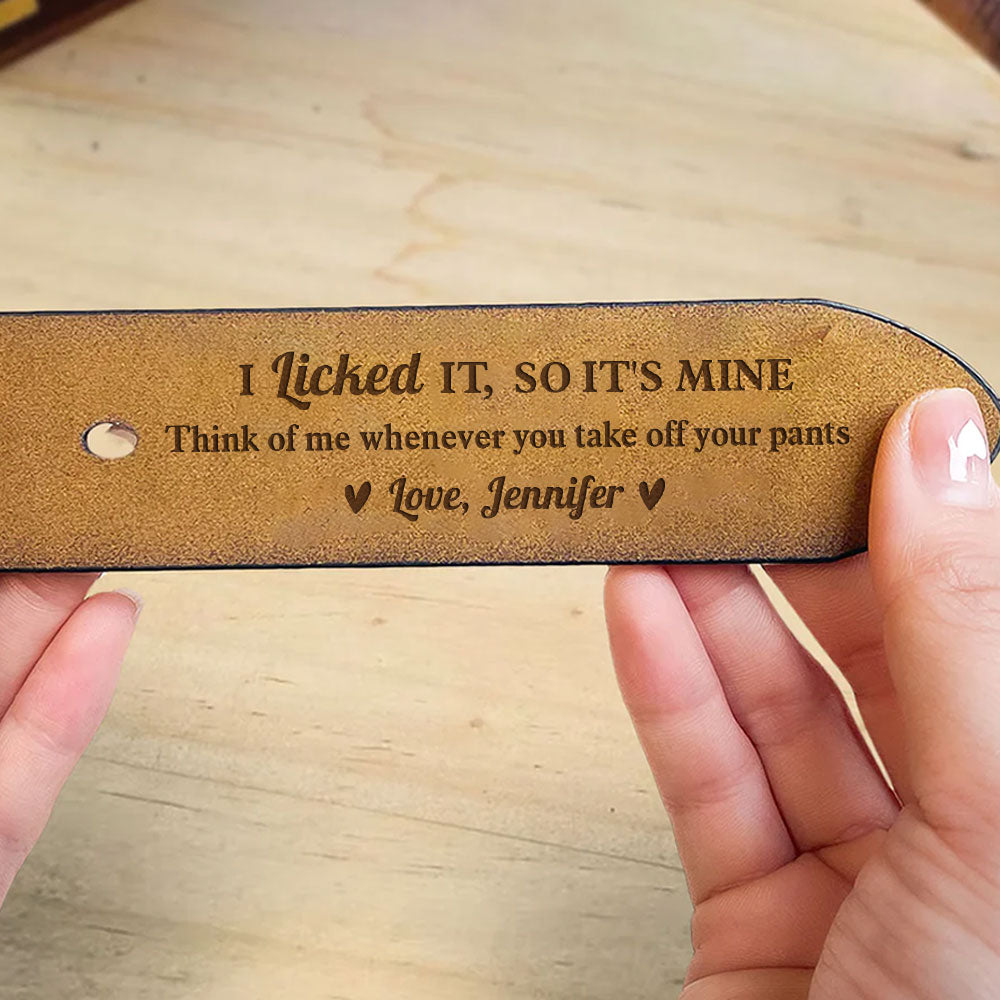 I Licked IT, SO IT'S MINE
Think of me whenever you take off your pants
♥ Love, Jennifer ♥